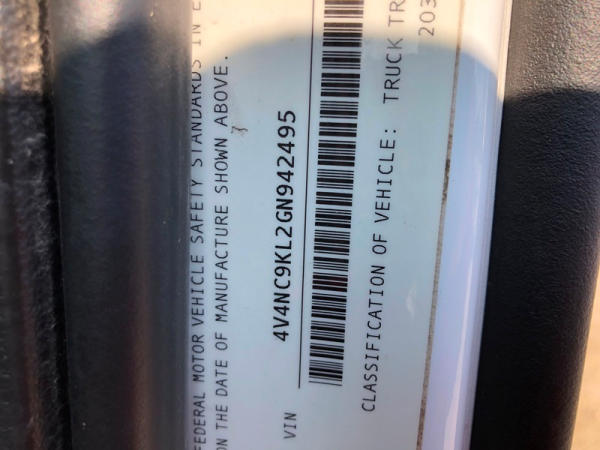 FEDERAL MOTOR VEHICLE SAFETY STANDARDS IN E
ON THE DATE OF MANUFACTURE SHOWN ABOVE.
VIN 4V4NC9KL2GN942495
CLASSIFICATION OF VEHICLE: TRUCK TR
203